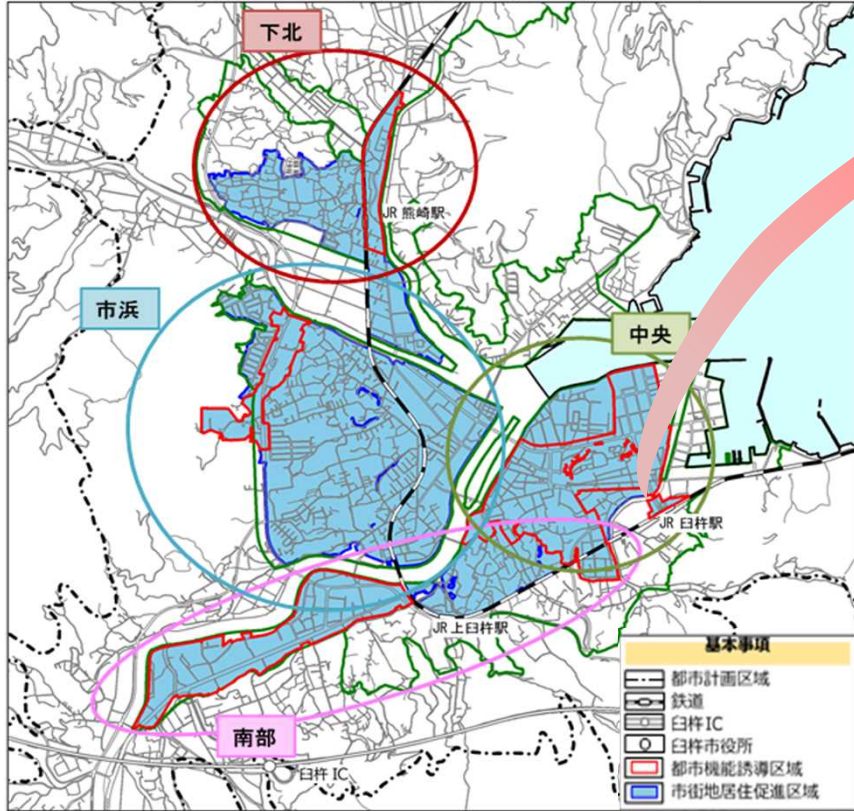 下北
JR 熊崎駅
市浜
中央
JR 臼杵駅
JR 上臼杵駅
南部
臼杵 IC
基本事項
都市計画区域
鉄道
臼杵IC
臼杵市役所
都市機能誘導区域
市街地居住促進区域